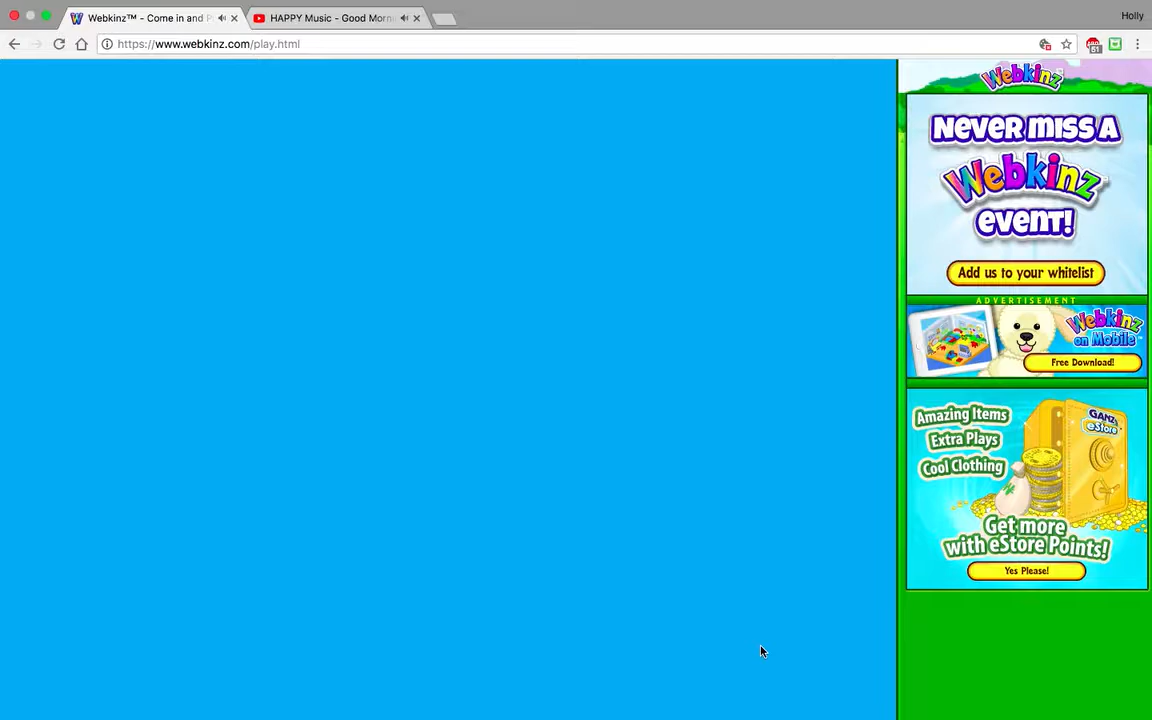 Webkinz™ - Come in and P
HAPPY Music - Good Morni
Holly
https://www.webkinz.com/play.html
51
Webkinz
NEVER MISS A
Webkinz
EVENT!
Add us to your whitelist
ADVERTISEMENT
Webkinz
on Mobile
Free Download!
Amazing Items
Extra Plays
Cool Clothing
GANZ
eStore
Get more
with eStore Points!
Yes Please!